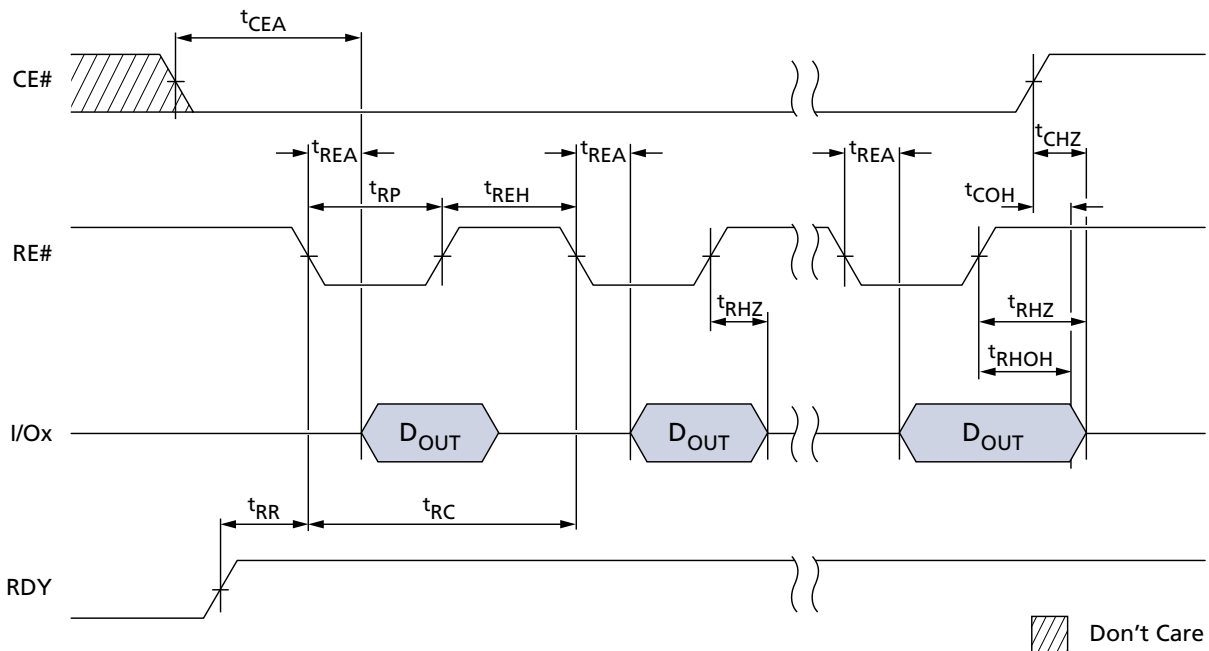 tCEA
CE#
tREA
tREA
tREA
tCHZ
tRP
tREH
tCOH
RE#
tRHZ
tRHZ
tRHOH
I/Ox
DOUT
DOUT
DOUT
tRR
tRC
RDY
Don't Care